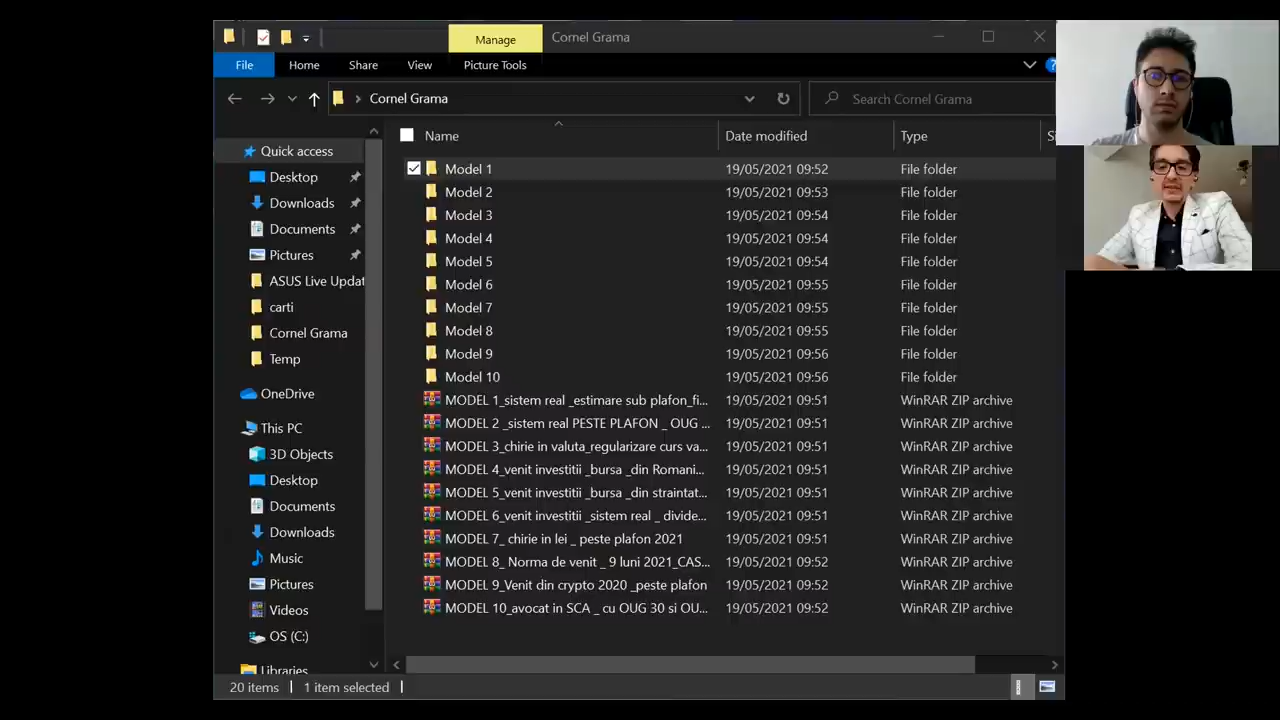 Manage
Cornel Grama
File
Home
Share
View
Picture Tools
Cornel Grama
Search Cornel Grama
Name
Date modified
Type
Quick access
Desktop
Downloads
Documents
Pictures
ASUS Live Updat
carti
Cornel Grama
Temp
OneDrive
This PC
3D Objects
Desktop
Documents
Downloads
Music
Pictures
Videos
OS (C:)
Libraries
Model 1 19/05/2021 09:52 File folder
Model 2 19/05/2021 09:53 File folder
Model 3 19/05/2021 09:54 File folder
Model 4 19/05/2021 09:54 File folder
Model 5 19/05/2021 09:54 File folder
Model 6 19/05/2021 09:55 File folder
Model 7 19/05/2021 09:55 File folder
Model 8 19/05/2021 09:55 File folder
Model 9 19/05/2021 09:56 File folder
Model 10 19/05/2021 09:56 File folder
MODEL 1_sistem real _estimare sub plafon_fi... 19/05/2021 09:51 WinRAR ZIP archive
MODEL 2 _sistem real PESTE PLAFON _ OUG ... 19/05/2021 09:51 WinRAR ZIP archive
MODEL 3_chirie in valuta_regularizare curs va... 19/05/2021 09:51 WinRAR ZIP archive
MODEL 4_venit investitii _bursa _din Romani... 19/05/2021 09:51 WinRAR ZIP archive
MODEL 5_venit investitii _bursa _din straintat... 19/05/2021 09:51 WinRAR ZIP archive
MODEL 6_venit investitii _sistem real _ divide... 19/05/2021 09:51 WinRAR ZIP archive
MODEL 7_ chirie in lei _ peste plafon 2021 19/05/2021 09:51 WinRAR ZIP archive
MODEL 8_ Norma de venit _ 9 luni 2021_CAS... 19/05/2021 09:52 WinRAR ZIP archive
MODEL 9_Venit din crypto 2020 _peste plafon 19/05/2021 09:52 WinRAR ZIP archive
MODEL 10_avocat in SCA _ cu OUG 30 si OU... 19/05/2021 09:52 WinRAR ZIP archive
20 items
1 item selected